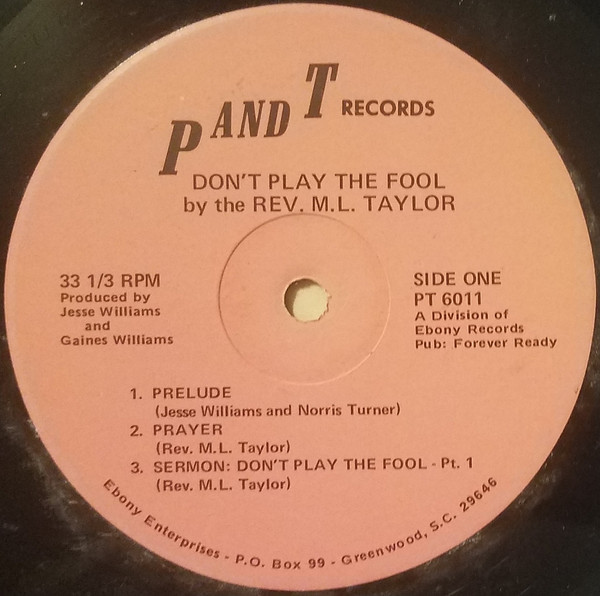 P AND T RECORDS
DON'T PLAY THE FOOL
by the REV. M.L. TAYLOR
33 1/3 RPM
Produced by
Jesse Williams
and
Gaines Williams
SIDE ONE
PT 6011
A Division of
Ebony Records
Pub: Forever Ready
1. PRELUDE
(Jesse Williams and Norris Turner)
2. PRAYER
(Rev. M.L. Taylor)
3. SERMON: DON'T PLAY THE FOOL - Pt. 1
(Rev. M.L. Taylor)
Ebony Enterprises - P.O. Box 99 - Greenwood, S.C. 29646